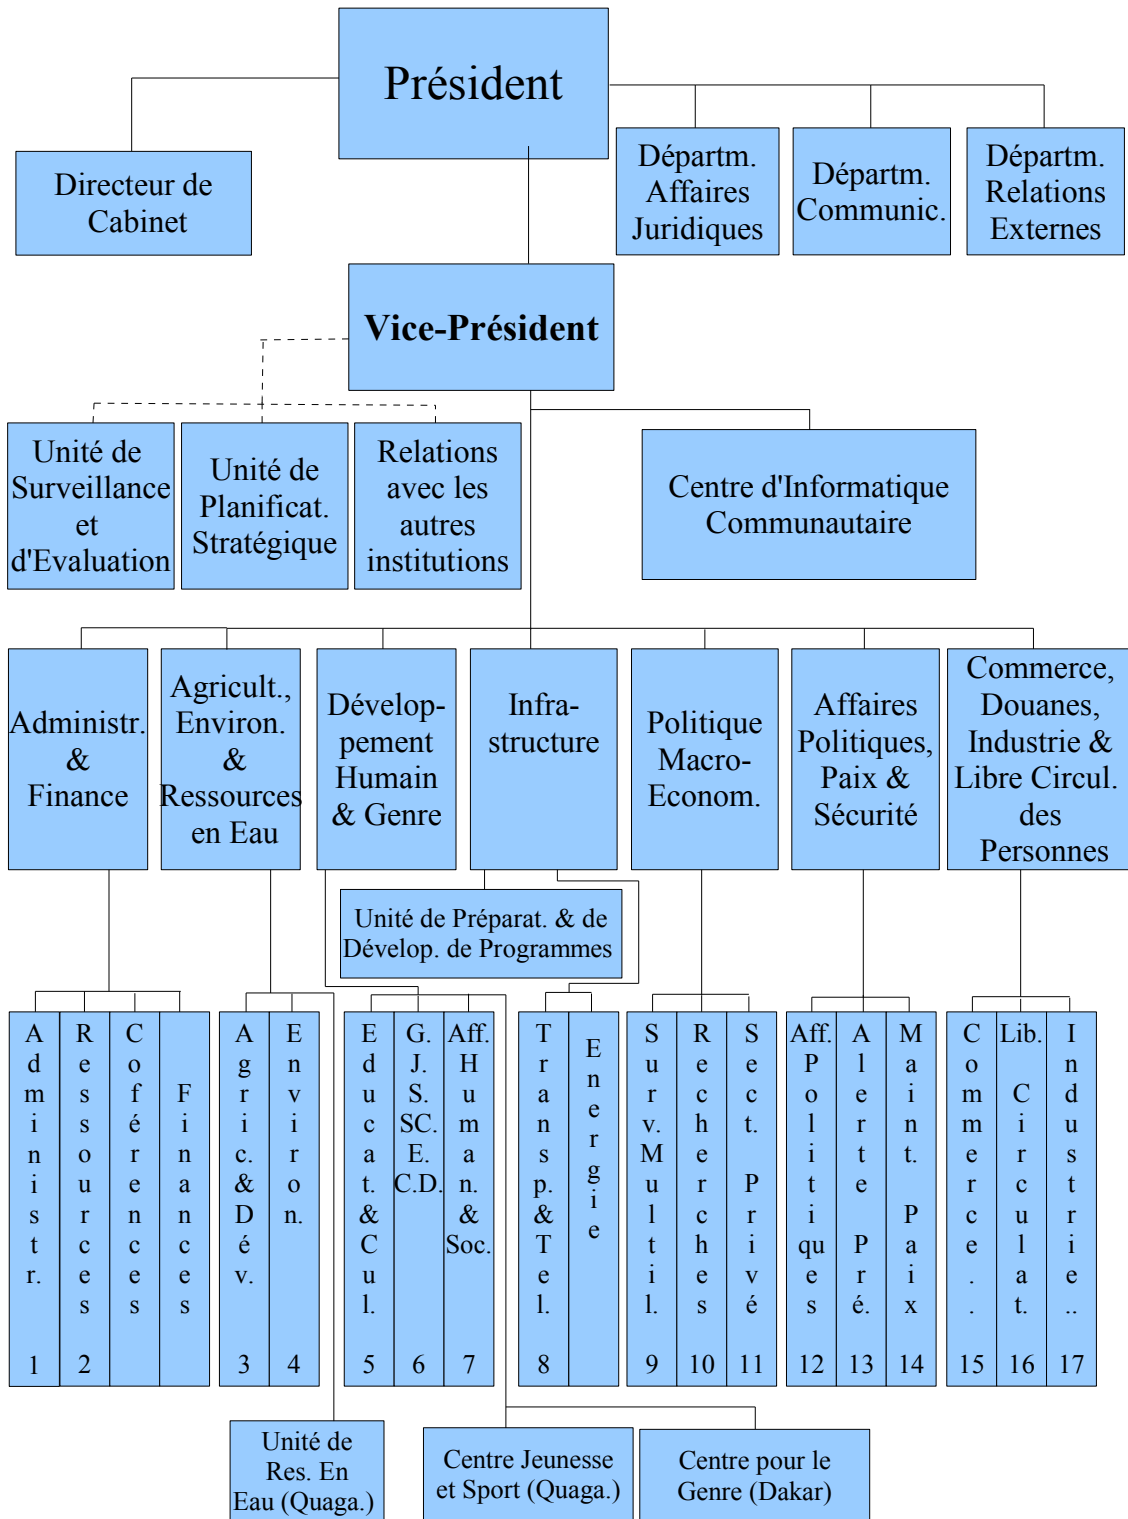 Président
Directeur de
Cabinet
Départm.
Affaires
Juridiques
Départm.
Communic.
Départm.
Relations
Externes
Vice-Président
Unité de
Surveillance
et
d'Evaluation
Unité de
Planificat.
Stratégique
Relations
avec les
autres
institutions
Centre d'Informatique
Communautaire
Administr.
&
Finance
Agricult.,
Environ.
&
Ressources
en Eau
Dévelop-
pement
Humain
& Genre
Infra-
structure
Politique
Macro-
Econom.
Affaires
Politiques,
Paix &
Sécurité
Commerce,
Douanes,
Industrie &
Libre Circul.
des
Personnes
Unité de Préparat. & de
Dévelop. de Programmes
Administr.
1
Ressources
2
Coférences
Finances
Agric.&Dév.
3
Environ.
4
Educat.&Cul.
5
G.
J.
S.
SC.
E.
C.D.
6
Aff.
Human.
&
Soc.
7
Transp.&Tel.
8
Energie
Surv.Multil.
9
Recherches
10
Sect. Privé
11
Aff.
Politiques
12
Alerte Pré.
13
Maint. Paix
14
Commerce..
15
Lib.
Circulat.
16
Industrie..
17
Unité de
Res. En
Eau (Quaga.)
Centre Jeunesse
et Sport (Quaga.)
Centre pour le
Genre (Dakar)